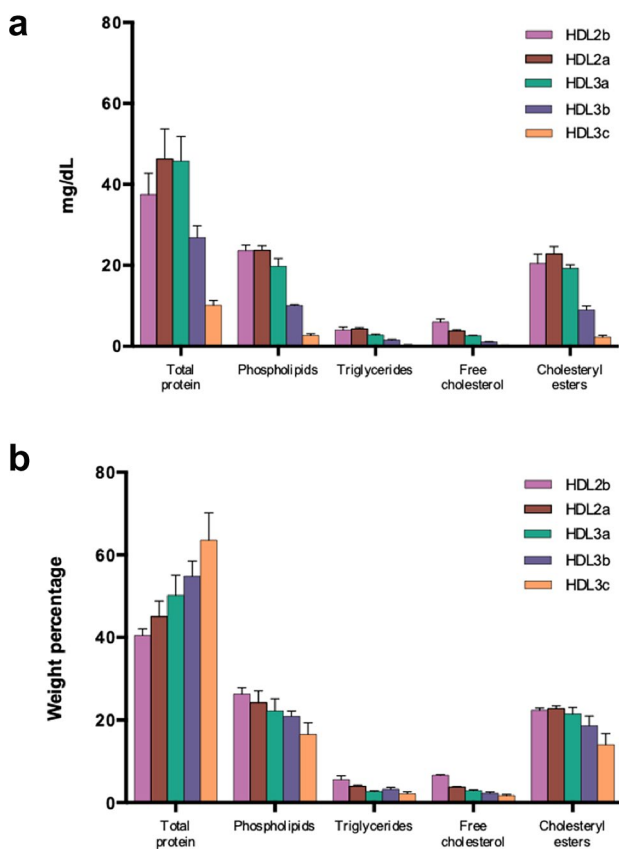 a
80
60
40
20
0
mg/dL
HDL2b
HDL2a
HDL3a
HDL3b
HDL3c
Total
protein
Phospholipids
Triglycerides
Free
cholesterol
Cholesteryl
esters
b
80
60
40
20
0
Weight percentage
HDL2b
HDL2a
HDL3a
HDL3b
HDL3c
Total
protein
Phospholipids
Triglycerides
Free
cholesterol
Cholesteryl
esters